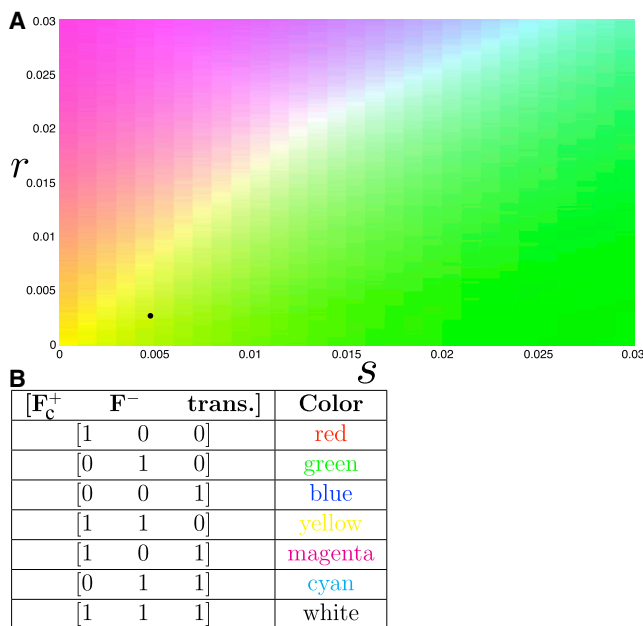 A
0.03
0.025
0.02
r
0.015
0.01
0.005
0
0 0.005 0.01 0.015 0.02 0.025 0.03
s
B
[F_c^+ F^- trans.] Color
[1 0 0] red
[0 1 0] green
[0 0 1] blue
[1 1 0] yellow
[1 0 1] magenta
[0 1 1] cyan
[1 1 1] white